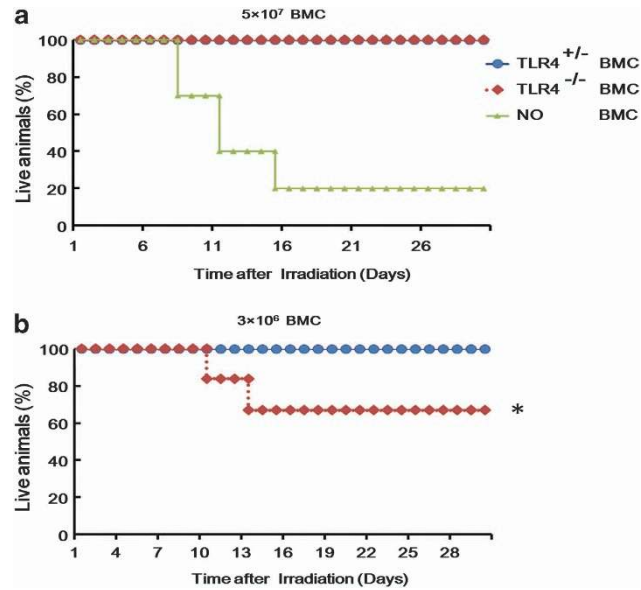 a
5×10⁷ BMC
100
80
60
40
20
0
Live animals (%)
1 6 11 16 21 26
Time after Irradiation (Days)
TLR4 +/- BMC
TLR4 -/- BMC
NO BMC
b
3×10⁶ BMC
100
80
60
40
20
0
Live animals (%)
*
1 4 7 10 13 16 19 22 25 28
Time after Irradiation (Days)